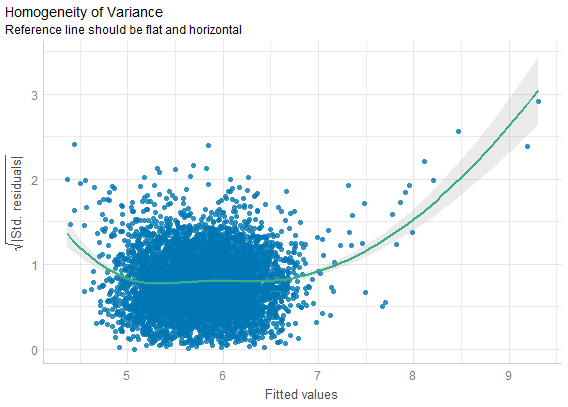 Homogeneity of Variance
Reference line should be flat and horizontal
√|Std. residuals|
3
2
1
0
5 6 7 8 9
Fitted values